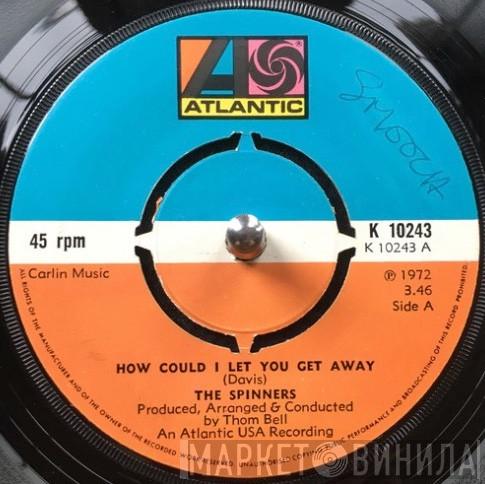 ATLANTIC
SMOOCH
45 rpm
K 10243
K 10243 A
Carlin Music
Ⓟ 1972
3.46
Side A
HOW COULD I LET YOU GET AWAY
(Davis)
THE SPINNERS
Produced, Arranged & Conducted
by Thom Bell
An Atlantic USA Recording
ALL RIGHTS OF THE MANUFACTURER AND OF THE OWNER OF THE RECORDED WORK RESERVED. UNAUTHORISED COPYING, PUBLIC PERFORMANCE AND BROADCASTING OF THIS RECORD PROHIBITED.
МАРКЕТ ВИНИЛА